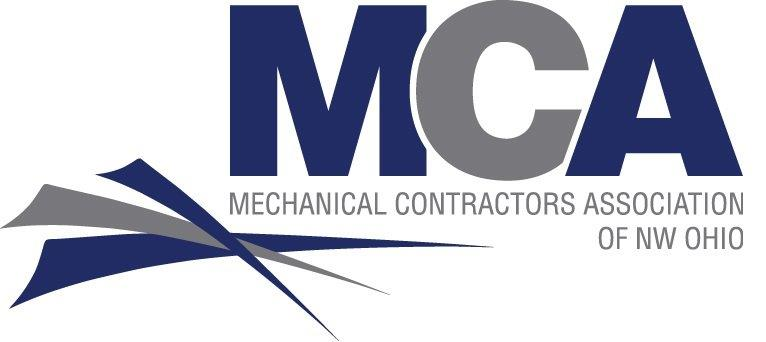 MCA
MECHANICAL CONTRACTORS ASSOCIATION
OF NW OHIO